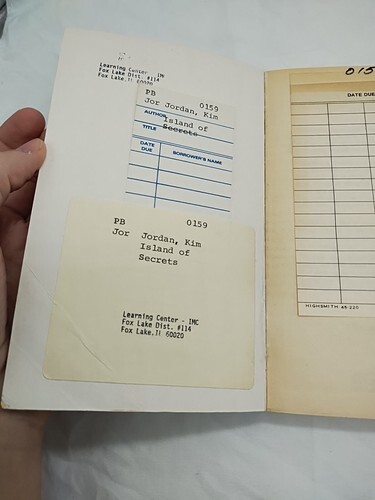 Learning Center - IMC
Fox Lake Dist. #114
Fox Lake, Il 60020
PB 0159
Jor Jordan, Kim
AUTHOR
Island of
TITLE Secrets
DATE DUE BORROWER'S NAME
PB 0159
Jor Jordan, Kim
Island of
Secrets
Learning Center - IMC
Fox Lake Dist. #114
Fox Lake, Il 60020
015
DATE DUE
HIGHSMITH 45-220